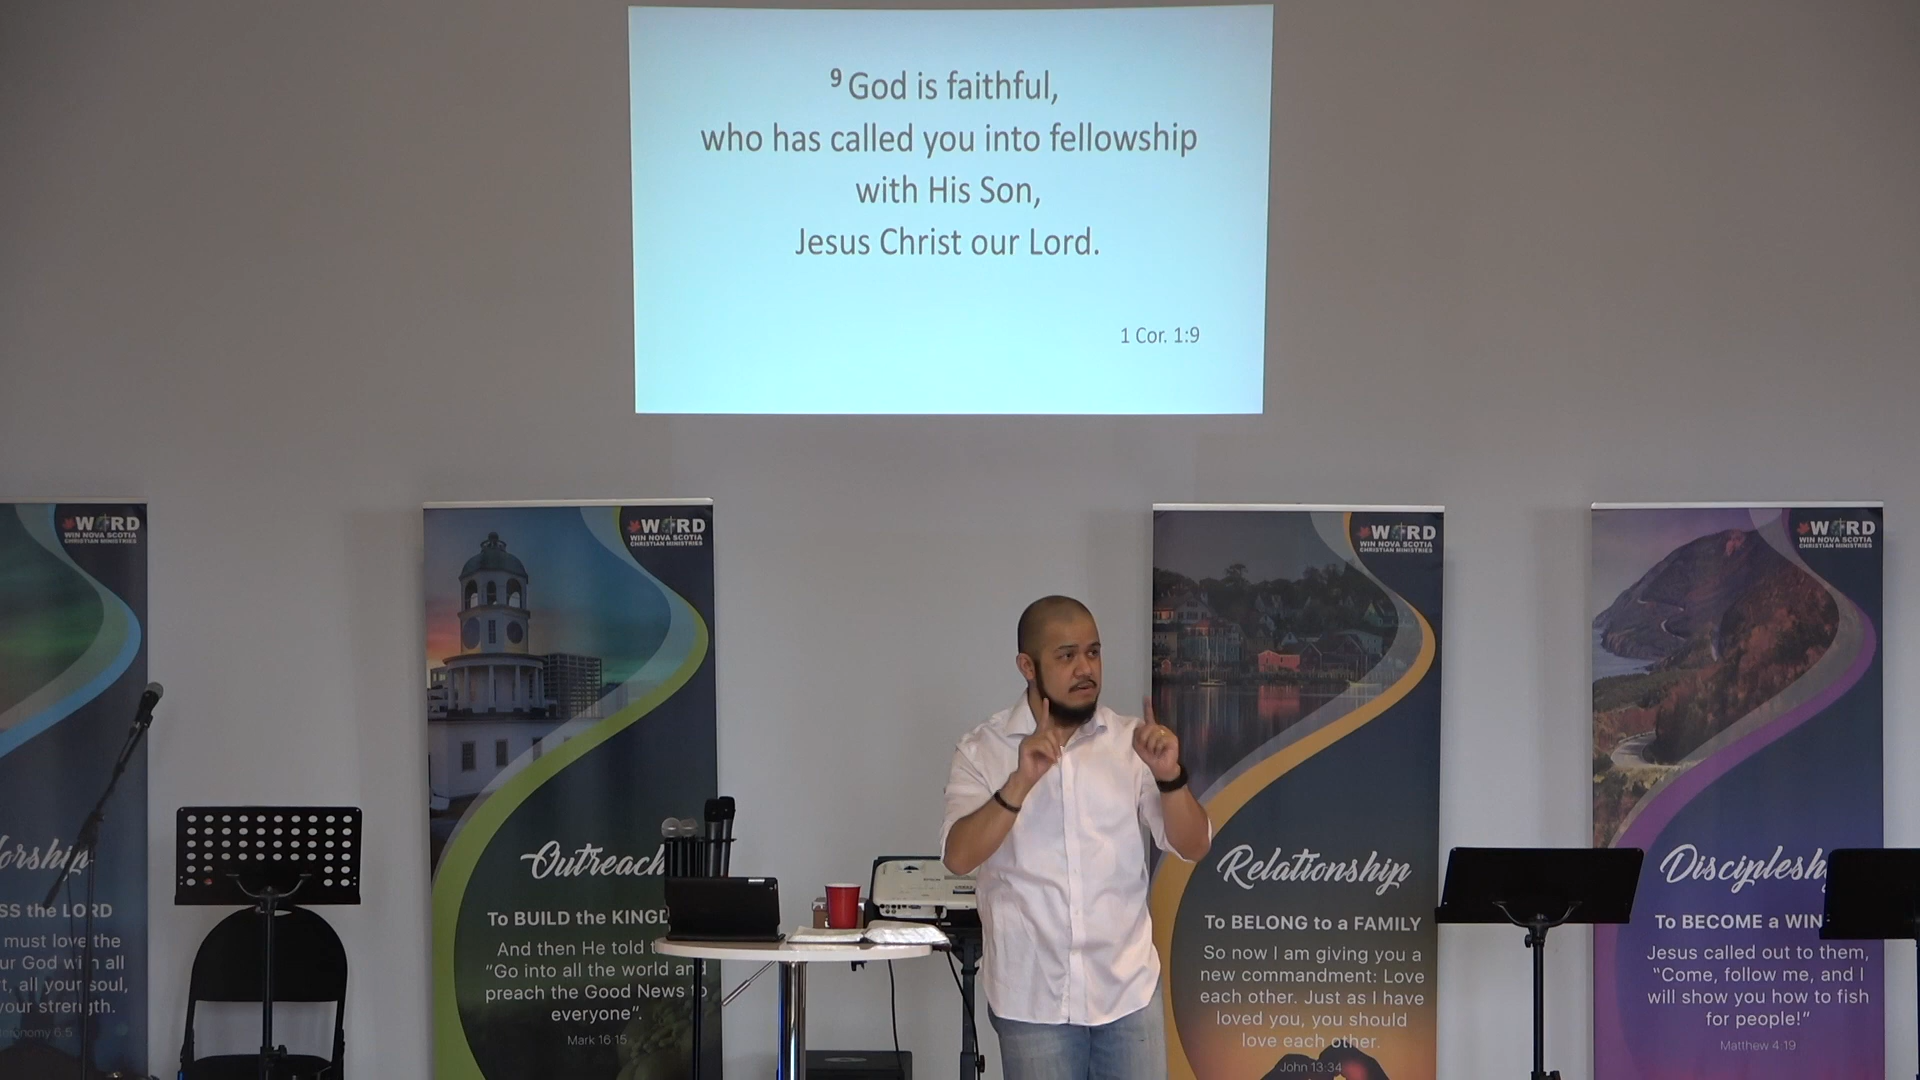 9 God is faithful,
who has called you into fellowship
with His Son,
Jesus Christ our Lord.
1 Cor. 1:9
WORD
WIN NOVA SCOTIA
CHRISTIAN MINISTRIES
SS the LORD
must love the
ur God with all
t, all your soul,
your strength.
WORD
WIN NOVA SCOTIA
CHRISTIAN MINISTRIES
Outreach
To BUILD the KINGD
And then He told t
"Go into all the world and
preach the Good News to
everyone".
Mark 16:15
WORD
WIN NOVA SCOTIA
CHRISTIAN MINISTRIES
Relationship
To BELONG to a FAMILY
So now I am giving you a
new commandment: Love
each other. Just as I have
loved you, you should
love each other.
John 13:34
WORD
WIN NOVA SCOTIA
CHRISTIAN MINISTRIES
Disciplesh
To BECOME a WIN
Jesus called out to them,
"Come, follow me, and I
will show you how to fish
for people!"
Matthew 4:19